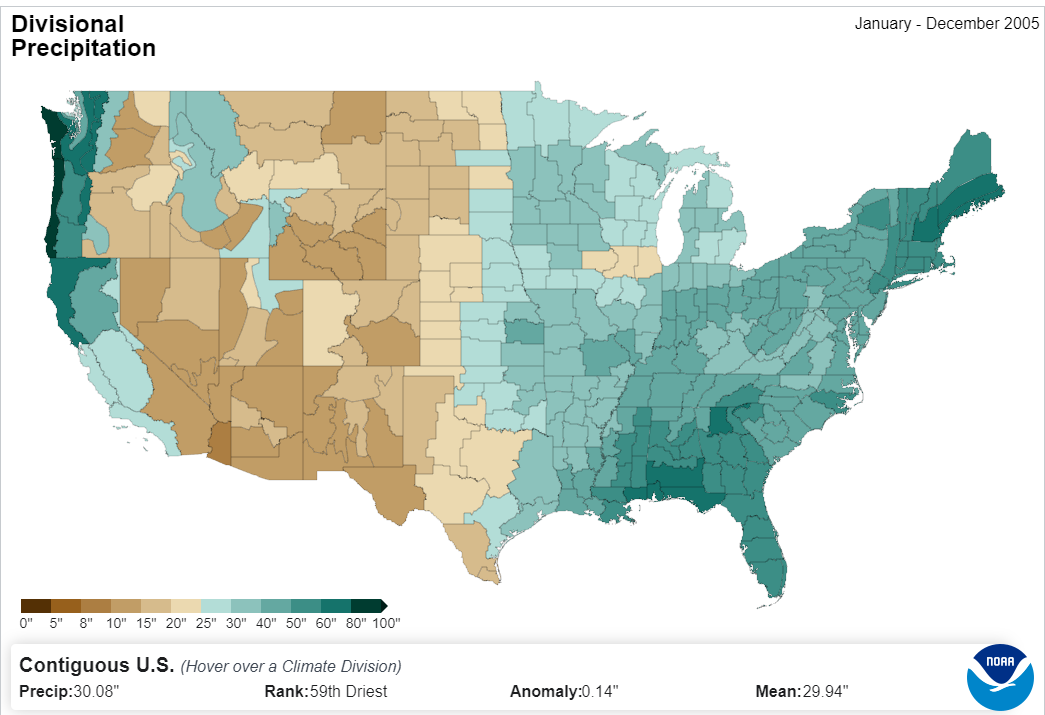 Divisional
Precipitation
January - December 2005
0" 5" 8" 10" 15" 20" 25" 30" 40" 50" 60" 80" 100"
Contiguous U.S. (Hover over a Climate Division)
Precip:30.08" Rank:59th Driest Anomaly:0.14" Mean:29.94"
NOAA